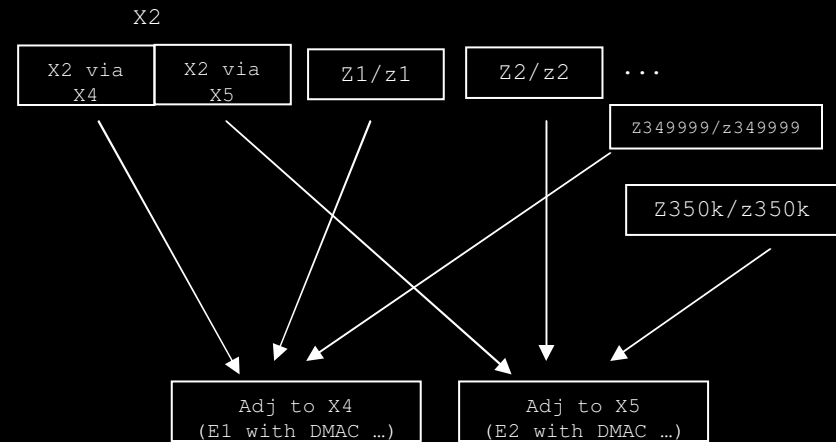 X2
X2 via
X4
X2 via
X5
Z1/z1
Z2/z2
...
Z349999/z349999
Z350k/z350k
Adj to X4
(E1 with DMAC …)
Adj to X5
(E2 with DMAC …)